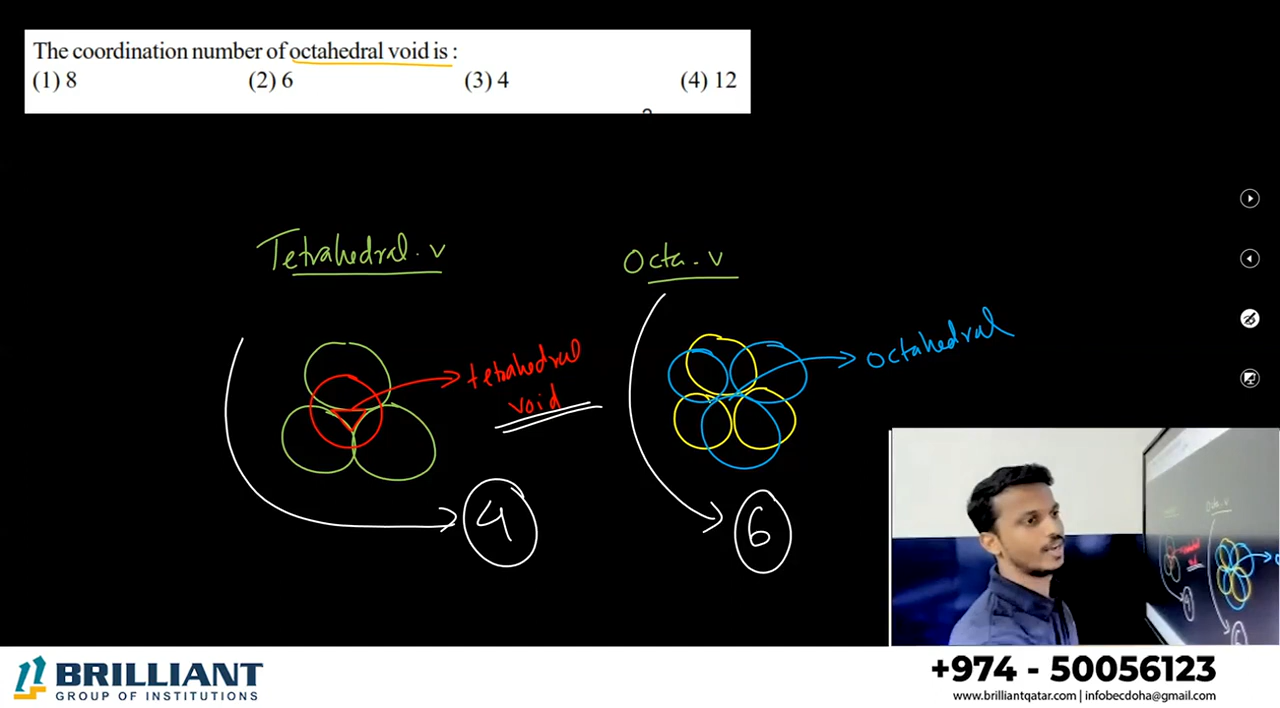 The coordination number of octahedral void is :
(1) 8 (2) 6 (3) 4 (4) 12
Tetrahedral. v
Octa. v
tetrahedral
void
octahedral
4
6
BRILLIANT
GROUP OF INSTITUTIONS
+974 - 50056123
www.brilliantqatar.com | infobecdoha@gmail.com